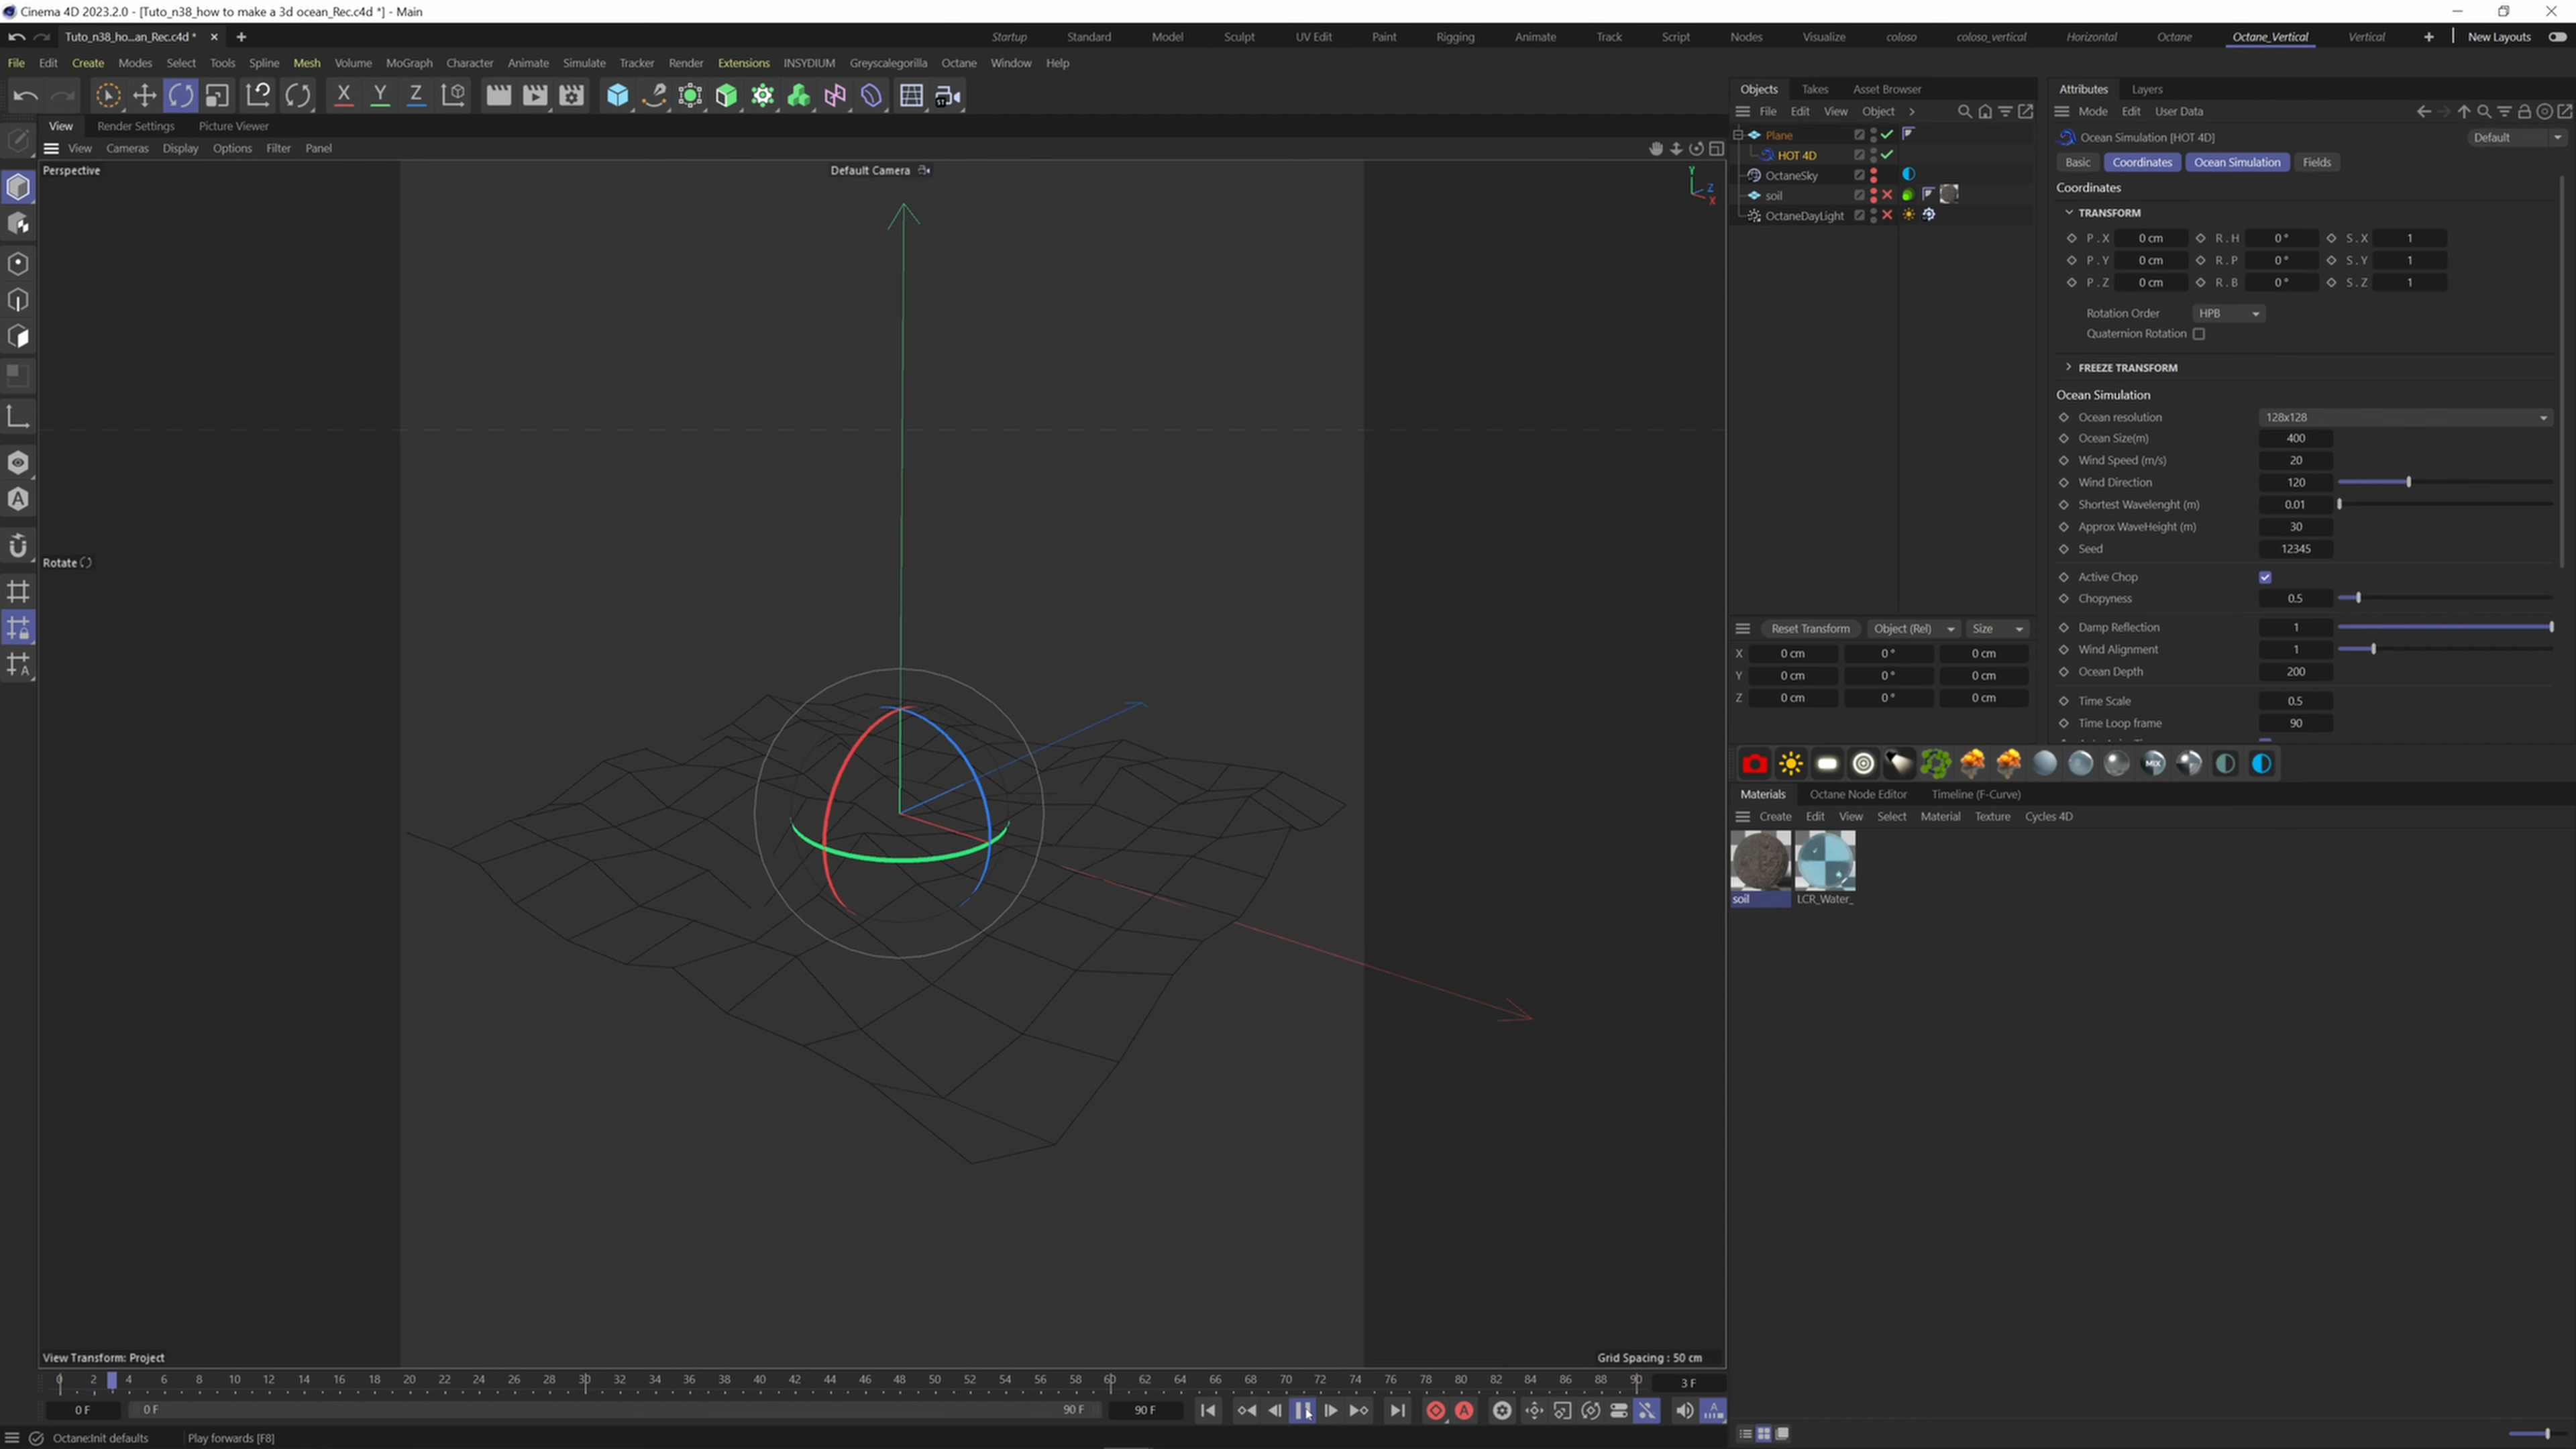 Cinema 4D 2023.2.0 - [Tuto_n38_how to make a 3d ocean_Rec.c4d *] - Main
Tuto_n38_ho...an_Rec.c4d *
Startup Standard Model Sculpt UV Edit Paint Rigging Animate Track Script Nodes Visualize coloso coloso_vertical Horizontal Octane Octane_Vertical Vertical New Layouts
File Edit Create Modes Select Tools Spline Mesh Volume MoGraph Character Animate Simulate Tracker Render Extensions INSYDIUM Greyscalegorilla Octane Window Help
X Y Z
View Render Settings Picture Viewer
View Cameras Display Options Filter Panel
Perspective
Default Camera
Y
Z
X
Rotate
View Transform: Project
Grid Spacing : 50 cm
Objects Takes Asset Browser
File Edit View Object
Plane
HOT 4D
OctaneSky
soil
OctaneDayLight
Reset Transform Object (Rel) Size
X 0 cm 0 ° 0 cm
Y 0 cm 0 ° 0 cm
Z 0 cm 0 ° 0 cm
Attributes Layers
Mode Edit User Data
Ocean Simulation [HOT 4D] Default
Basic Coordinates Ocean Simulation Fields
Coordinates
TRANSFORM
P . X 0 cm R . H 0 ° S . X 1
P . Y 0 cm R . P 0 ° S . Y 1
P . Z 0 cm R . B 0 ° S . Z 1
Rotation Order HPB
Quaternion Rotation
FREEZE TRANSFORM
Ocean Simulation
Ocean resolution 128x128
Ocean Size(m) 400
Wind Speed (m/s) 20
Wind Direction 120
Shortest Wavelenght (m) 0.01
Approx WaveHeight (m) 30
Seed 12345
Active Chop
Chopyness 0.5
Damp Reflection 1
Wind Alignment 1
Ocean Depth 200
Time Scale 0.5
Time Loop frame 90
MIX
Materials Octane Node Editor Timeline (F-Curve)
Create Edit View Select Material Texture Cycles 4D
soil LCR_Water_
0 2 4 6 8 10 12 14 16 18 20 22 24 26 28 30 32 34 36 38 40 42 44 46 48 50 52 54 56 58 60 62 64 66 68 70 72 74 76 78 80 82 84 86 88 90 3 F
0 F 0 F 90 F 90 F
Octane:Init defaults Play forwards [F8]